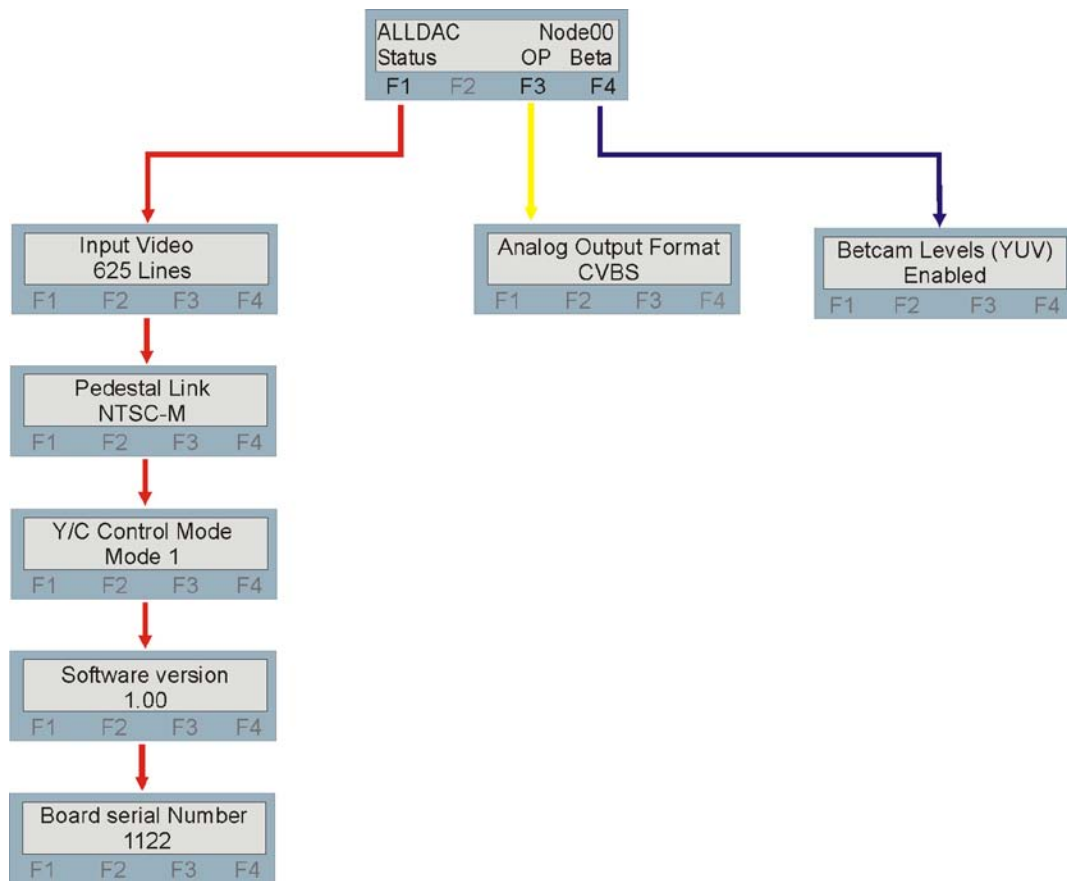 ALLDAC Node00
Status OP Beta
F1 F2 F3 F4
Input Video
625 Lines
F1 F2 F3 F4
Analog Output Format
CVBS
F1 F2 F3 F4
Betcam Levels (YUV)
Enabled
F1 F2 F3 F4
Pedestal Link
NTSC-M
F1 F2 F3 F4
Y/C Control Mode
Mode 1
F1 F2 F3 F4
Software version
1.00
F1 F2 F3 F4
Board serial Number
1122
F1 F2 F3 F4